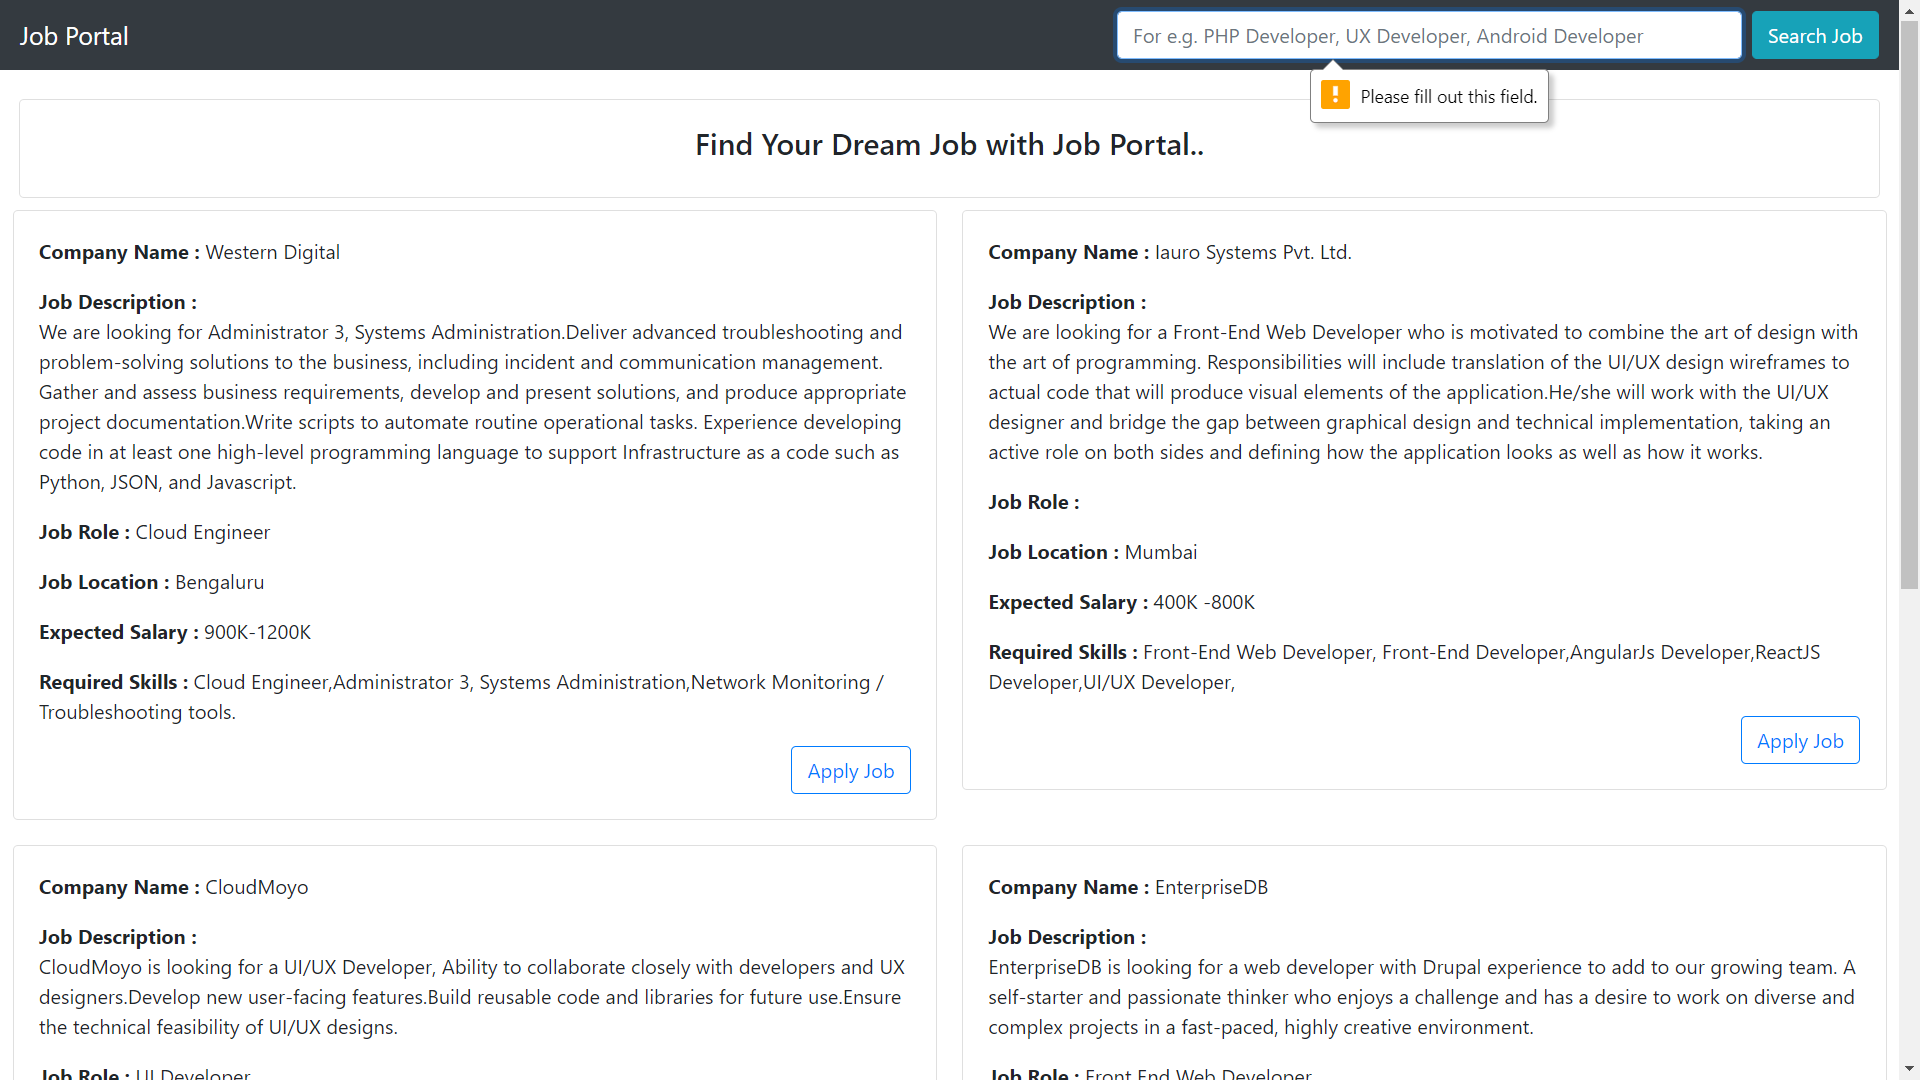 Job Portal
For e.g. PHP Developer, UX Developer, Android Developer
Search Job
Please fill out this field.
Find Your Dream Job with Job Portal..
Company Name : Western Digital
Job Description :
We are looking for Administrator 3, Systems Administration.Deliver advanced troubleshooting and
problem-solving solutions to the business, including incident and communication management.
Gather and assess business requirements, develop and present solutions, and produce appropriate
project documentation.Write scripts to automate routine operational tasks. Experience developing
code in at least one high-level programming language to support Infrastructure as a code such as
Python, JSON, and Javascript.
Job Role : Cloud Engineer
Job Location : Bengaluru
Expected Salary : 900K-1200K
Required Skills : Cloud Engineer,Administrator 3, Systems Administration,Network Monitoring /
Troubleshooting tools.
Apply Job
Company Name : Iauro Systems Pvt. Ltd.
Job Description :
We are looking for a Front-End Web Developer who is motivated to combine the art of design with
the art of programming. Responsibilities will include translation of the UI/UX design wireframes to
actual code that will produce visual elements of the application.He/she will work with the UI/UX
designer and bridge the gap between graphical design and technical implementation, taking an
active role on both sides and defining how the application looks as well as how it works.
Job Role :
Job Location : Mumbai
Expected Salary : 400K -800K
Required Skills : Front-End Web Developer, Front-End Developer,AngularJs Developer,ReactJS
Developer,UI/UX Developer,
Apply Job
Company Name : CloudMoyo
Job Description :
CloudMoyo is looking for a UI/UX Developer, Ability to collaborate closely with developers and UX
designers.Develop new user-facing features.Build reusable code and libraries for future use.Ensure
the technical feasibility of UI/UX designs.
Job Role : UI Developer
Company Name : EnterpriseDB
Job Description :
EnterpriseDB is looking for a web developer with Drupal experience to add to our growing team. A
self-starter and passionate thinker who enjoys a challenge and has a desire to work on diverse and
complex projects in a fast-paced, highly creative environment.
Job Role : Front End Web Developer